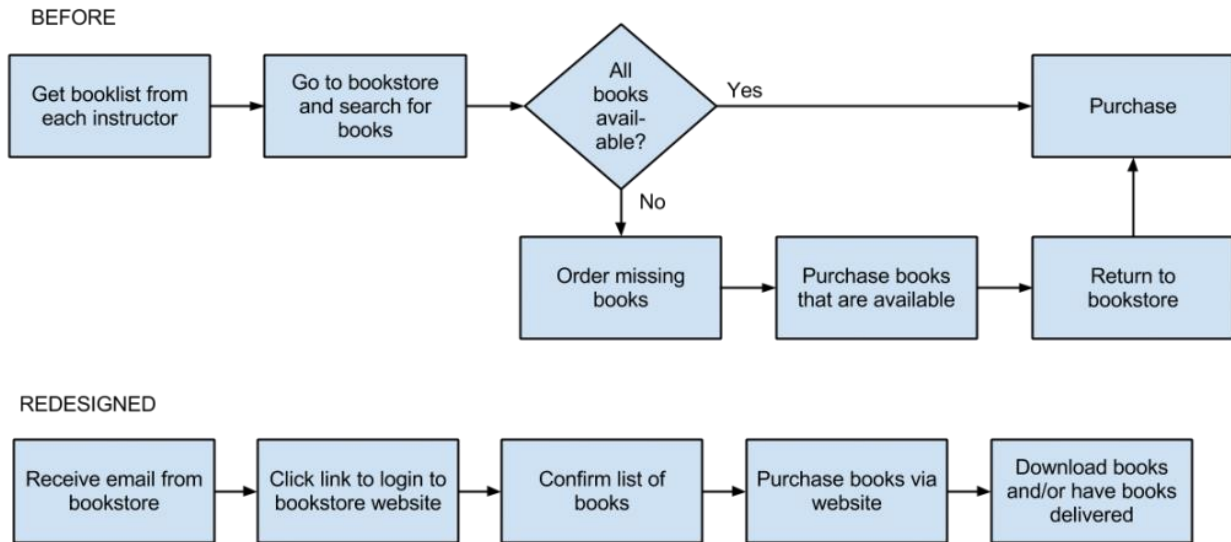 BEFORE
Get booklist from
each instructor
Go to bookstore
and search for
books
All
books
avail-
able?
Yes
Purchase
No
Order missing
books
Purchase books
that are available
Return to
bookstore
REDESIGNED
Receive email from
bookstore
Click link to login to
bookstore website
Confirm list of
books
Purchase books via
website
Download books
and/or have books
delivered